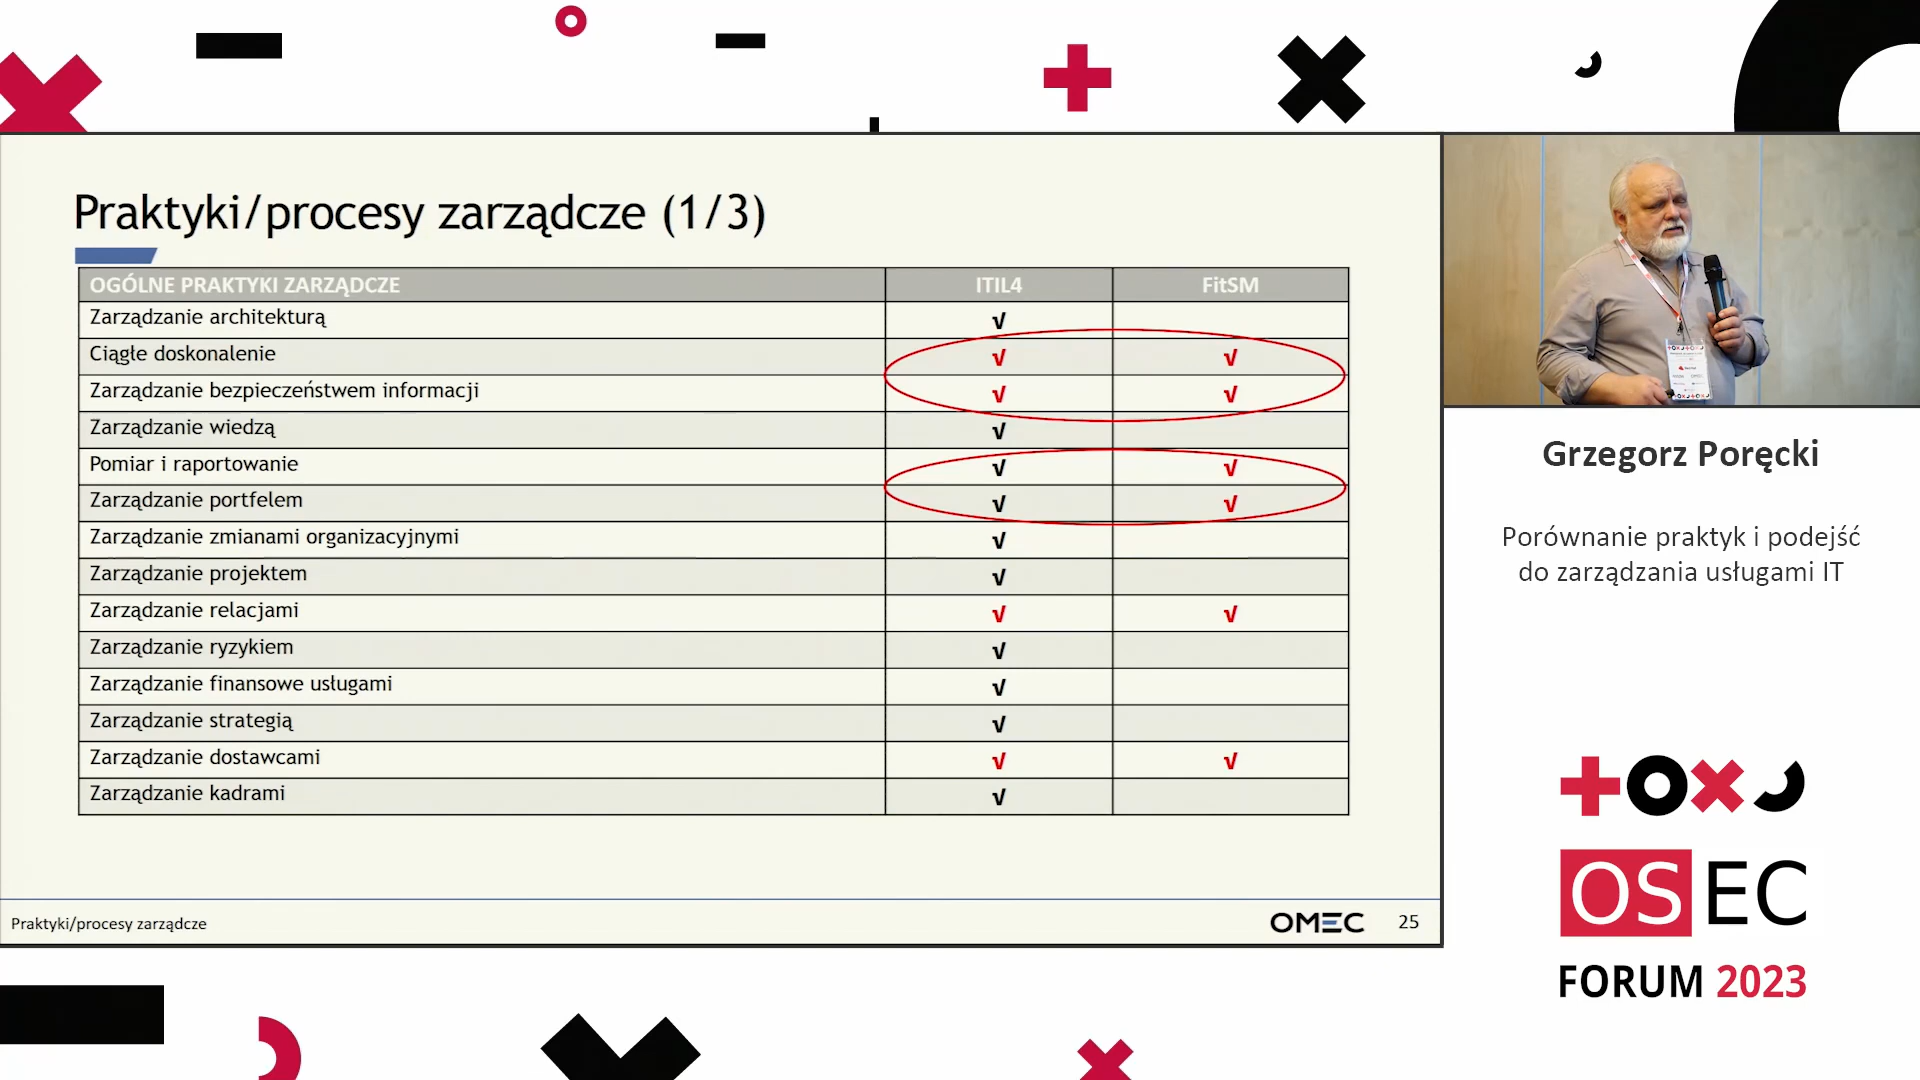 Praktyki/procesy zarządcze (1/3)
OGÓLNE PRAKTYKI ZARZĄDCZE ITIL4 FitSM
Zarządzanie architekturą √
Ciągłe doskonalenie √ √
Zarządzanie bezpieczeństwem informacji √ √
Zarządzanie wiedzą √
Pomiar i raportowanie √ √
Zarządzanie portfelem √ √
Zarządzanie zmianami organizacyjnymi √
Zarządzanie projektem √
Zarządzanie relacjami √ √
Zarządzanie ryzykiem √
Zarządzanie finansowe usługami √
Zarządzanie strategią √
Zarządzanie dostawcami √ √
Zarządzanie kadrami √
Praktyki/procesy zarządcze OMEC 25
Grzegorz Poręcki
Porównanie praktyk i podejść
do zarządzania usługami IT
OSEC
FORUM 2023